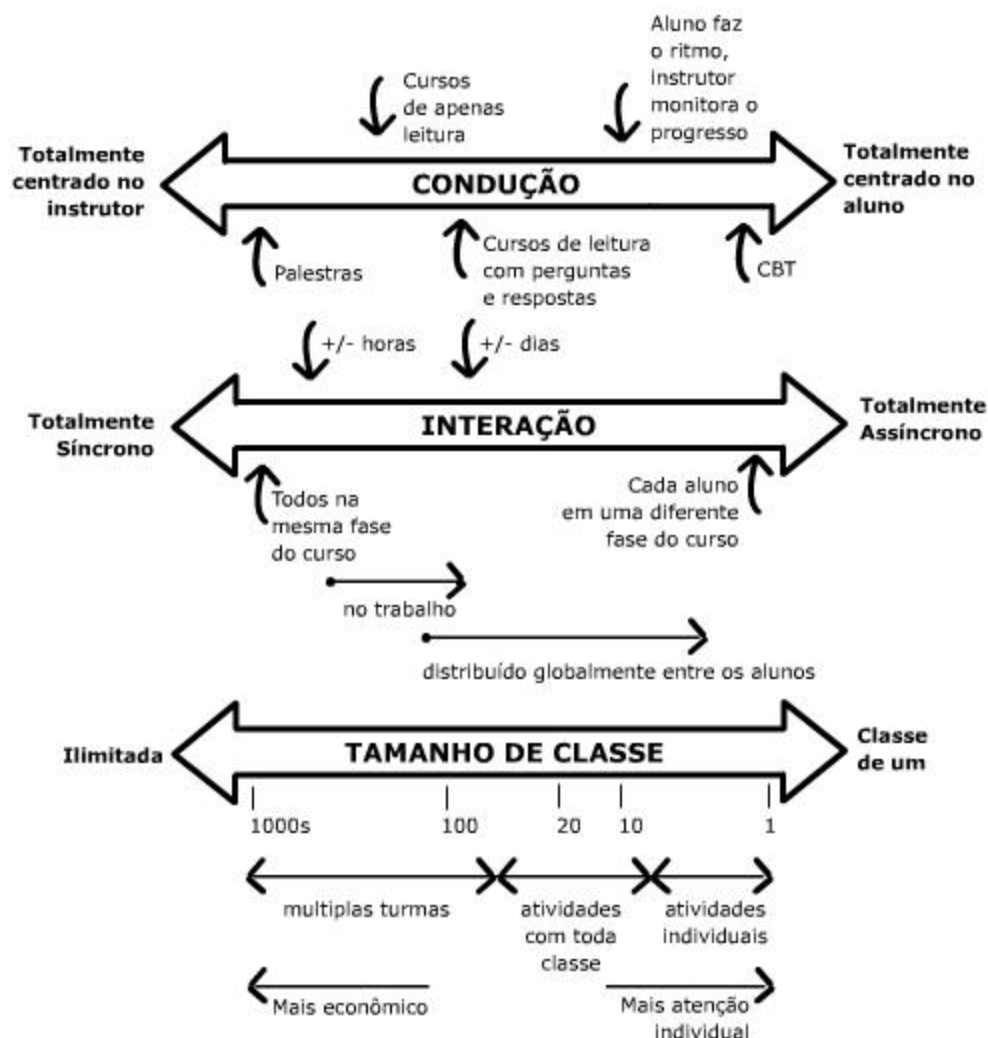 Aluno faz
o ritmo,
instrutor
monitora o
progresso
Cursos
de apenas
leitura
Totalmente
centrado no
instrutor
CONDUÇÃO
Totalmente
centrado no
aluno
Palestras
Cursos de leitura
com perguntas
e respostas
CBT
+/- horas
+/- dias
Totalmente
Síncrono
INTERAÇÃO
Totalmente
Assíncrono
Todos na
mesma fase
do curso
Cada aluno
em uma diferente
fase do curso
no trabalho
distribuído globalmente entre os alunos
Ilimitada
TAMANHO DE CLASSE
Classe
de um
1000s
100
20
10
1
multiplas turmas
atividades
com toda
classe
atividades
individuais
Mais econômico
Mais atenção
individual